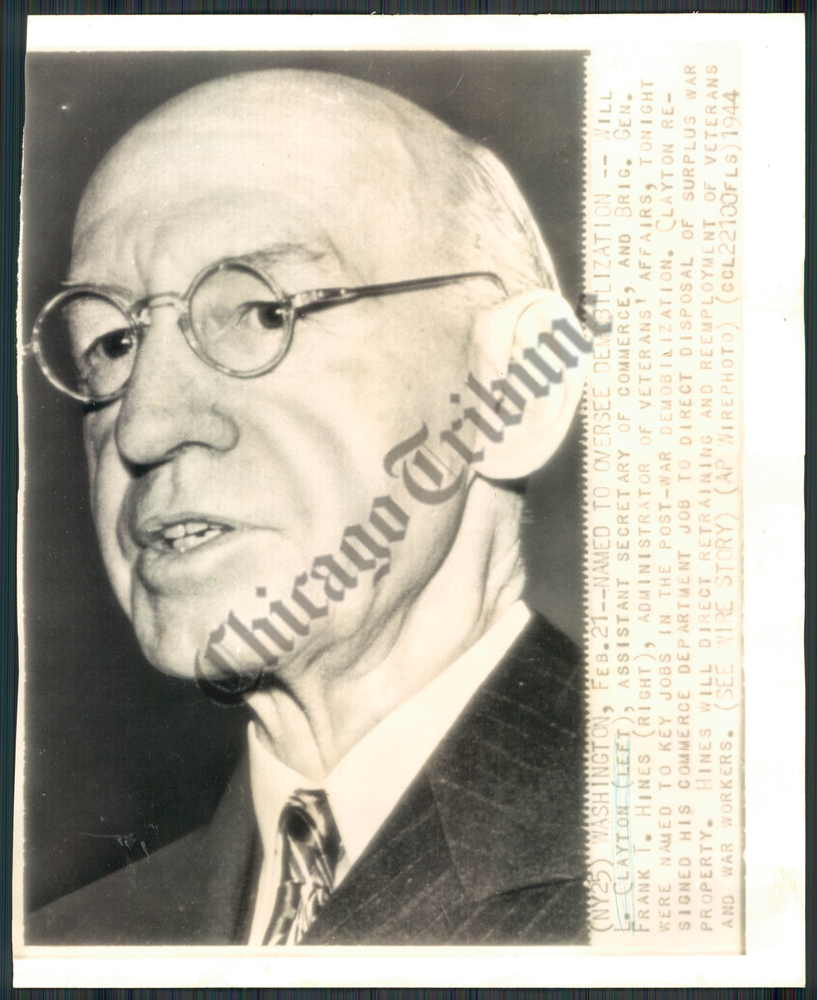 (NY25) WASHINGTON, FEB.21--NAMED TO OVERSEE DEMOBILIZATION -- WILL
L. CLAYTON (LEFT), ASSISTANT SECRETARY OF COMMERCE, AND BRIG. GEN.
FRANK T. HINES (RIGHT), ADMINISTRATOR OF VETERANS' AFFAIRS, TONIGHT
WERE NAMED TO KEY JOBS IN THE POST-WAR DEMOBILIZATION. CLAYTON RE-
SIGNED HIS COMMERCE DEPARTMENT JOB TO DIRECT DISPOSAL OF SURPLUS WAR
PROPERTY. HINES WILL DIRECT RETRAINING AND REEMPLOYMENT OF VETERANS
AND WAR WORKERS. (SEE WIRE STORY) (AP WIREPHOTO) (CCL22100FLS) 1944
Chicago Tribune